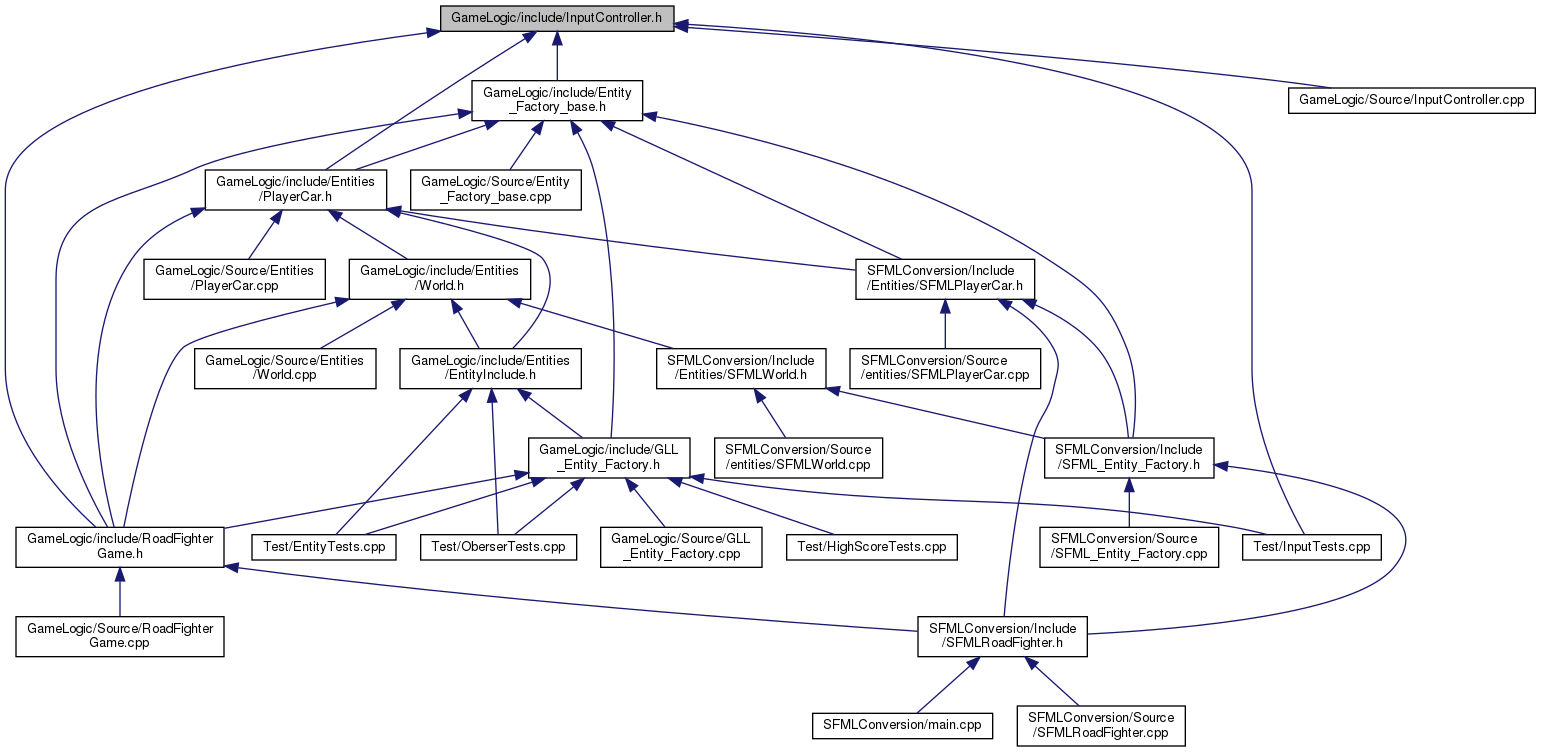 GameLogic/include/InputController.h
GameLogic/include/Entity
_Factory_base.h
GameLogic/Source/InputController.cpp
GameLogic/include/Entities
/PlayerCar.h
GameLogic/Source/Entity
_Factory_base.cpp
GameLogic/Source/Entities
/PlayerCar.cpp
GameLogic/include/Entities
/World.h
SFMLConversion/Include
/Entities/SFMLPlayerCar.h
GameLogic/Source/Entities
/World.cpp
GameLogic/include/Entities
/EntityInclude.h
SFMLConversion/Include
/Entities/SFMLWorld.h
SFMLConversion/Source
/entities/SFMLPlayerCar.cpp
GameLogic/include/GLL
_Entity_Factory.h
SFMLConversion/Source
/entities/SFMLWorld.cpp
SFMLConversion/Include
/SFML_Entity_Factory.h
GameLogic/include/RoadFighter
Game.h
Test/EntityTests.cpp
Test/OberserTests.cpp
GameLogic/Source/GLL
_Entity_Factory.cpp
Test/HighScoreTests.cpp
SFMLConversion/Source
/SFML_Entity_Factory.cpp
Test/InputTests.cpp
GameLogic/Source/RoadFighter
Game.cpp
SFMLConversion/Include
/SFMLRoadFighter.h
SFMLConversion/main.cpp
SFMLConversion/Source
/SFMLRoadFighter.cpp